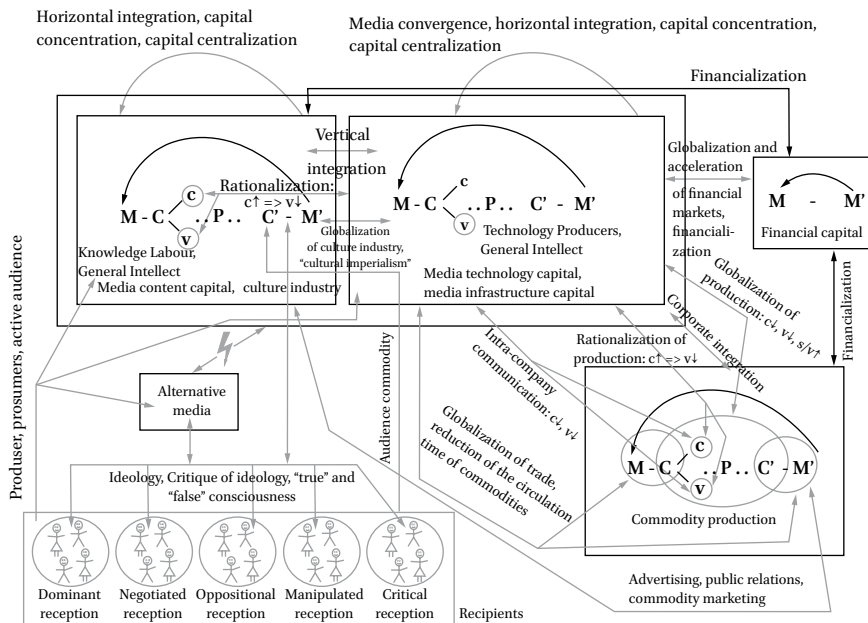 Horizontal integration, capital
concentration, capital centralization
Media convergence, horizontal integration, capital concentration,
capital centralization
Financialization
Vertical
integration
Rationalization:
c↑ => v↓
M - C
c
v
. . P . .
C’ - M’
Knowledge Labour,
General Intellect
Media content capital, culture industry
Globalization
of culture industry,
“cultural imperialism”
M - C
c
v
. . P . .
C’ - M’
Technology Producers,
General Intellect
Media technology capital,
media infrastructure capital
Globalization and
acceleration
of financial
markets,
financiali-
zation
M - M’
Financial capital
Financialization
Globalization of
production: c↓, v↓, s/v↑
Corporate integration
Rationalization of
production: c↑ => v↓
Intra-company
communication: c↓, v↓
Globalization of trade,
reduction of the circulation
time of commodities
M - C
c
v
. . P . .
C’ - M’
Commodity production
Advertising, public relations,
commodity marketing
Audience commodity
Producer, prosumers, active audience
Alternative
media
Ideology, Critique of ideology, “true” and
“false” consciousness
Dominant
reception
Negotiated
reception
Oppositional
reception
Manipulated
reception
Critical
reception
Recipients